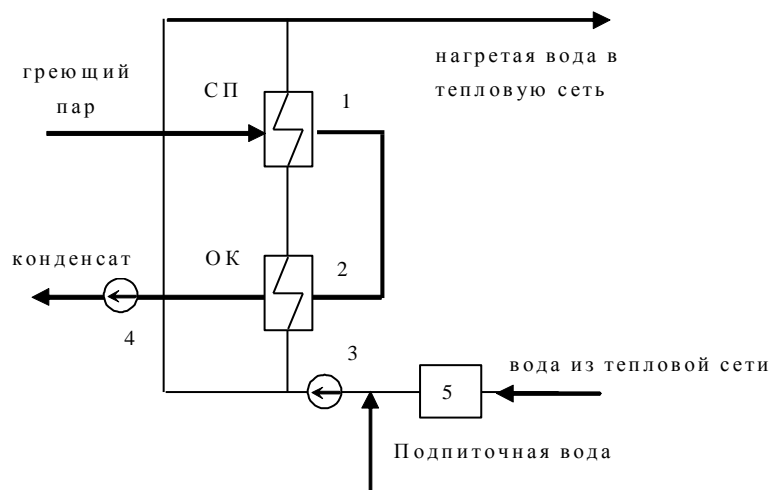 нагретая вода в
тепловую сеть
греющий
пар
СП
1
конденсат
ОК
2
4
3
вода из тепловой сети
5
Подпиточная вода